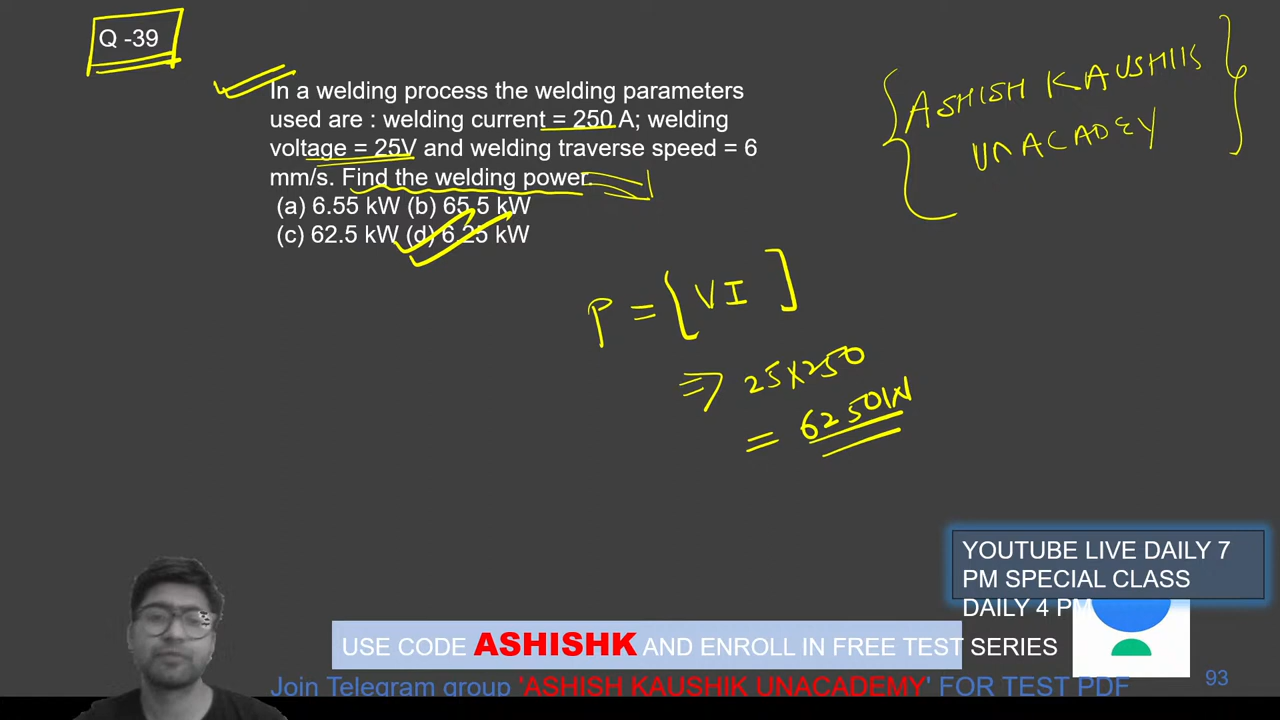 Q -39
In a welding process the welding parameters
used are : welding current = 250 A; welding
voltage = 25V and welding traverse speed = 6
mm/s. Find the welding power.
(a) 6.55 kW (b) 65.5 kW
(c) 62.5 kW (d) 6.25 kW
ASHISH KAUSHIK
UNACADEY
P = [VI]
⇒ 25×250
= 6250W
YOUTUBE LIVE DAILY 7
PM SPECIAL CLASS
DAILY 4 PM
USE CODE ASHISHK AND ENROLL IN FREE TEST SERIES
Join Telegram group 'ASHISH KAUSHIK UNACADEMY' FOR TEST PDF
93